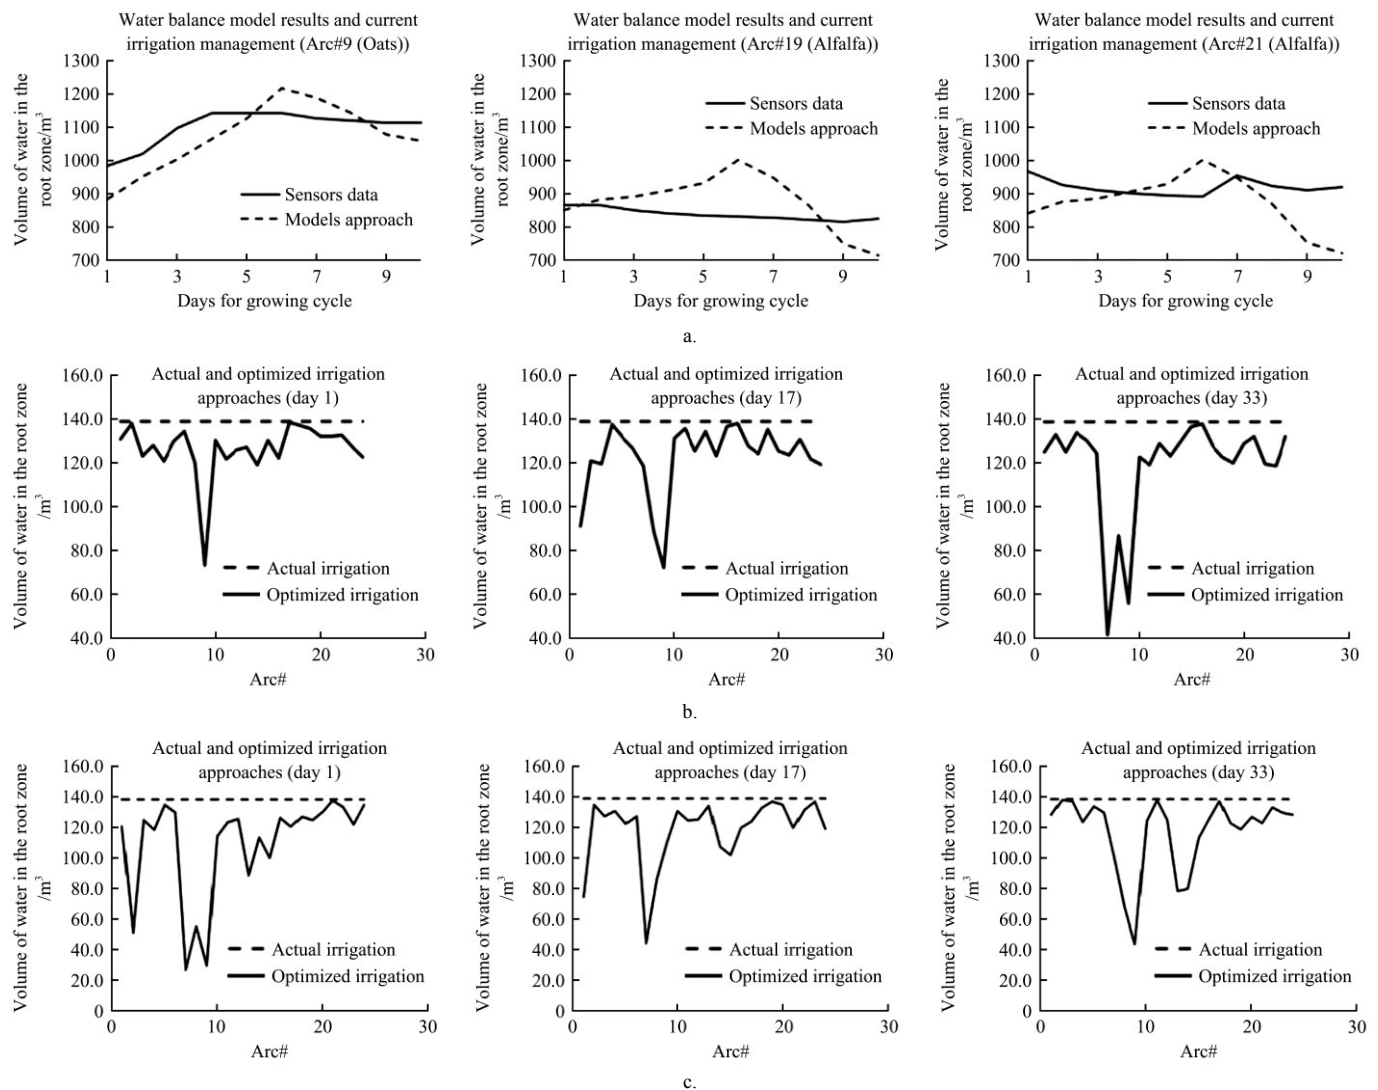 Water balance model results and current
irrigation management (Arc#9 (Oats))
Volume of water in the
root zone/m³
1300
1200
1100
1000
900
800
700
Sensors data
Models approach
1 3 5 7 9
Days for growing cycle
Water balance model results and current
irrigation management (Arc#19 (Alfalfa))
Volume of water in the
root zone/m³
1300
1200
1100
1000
900
800
700
Sensors data
Models approach
1 3 5 7 9
Days for growing cycle
Water balance model results and current
irrigation management (Arc#21 (Alfalfa))
Volume of water in the
root zone/m³
1300
1200
1100
1000
900
800
700
Sensors data
Models approach
1 3 5 7 9
Days for growing cycle
a.
Actual and optimized irrigation
approaches (day 1)
Volume of water in the root zone
/m³
160.0
140.0
120.0
100.0
80.0
60.0
40.0
Actual irrigation
Optimized irrigation
0 10 20 30
Arc#
Actual and optimized irrigation
approaches (day 17)
Volume of water in the root zone
/m³
160.0
140.0
120.0
100.0
80.0
60.0
40.0
Actual irrigation
Optimized irrigation
0 10 20 30
Arc#
Actual and optimized irrigation
approaches (day 33)
Volume of water in the root zone
/m³
160.0
140.0
120.0
100.0
80.0
60.0
40.0
Actual irrigation
Optimized irrigation
0 10 20 30
Arc#
b.
Actual and optimized irrigation
approaches (day 1)
Volume of water in the root zone
/m³
160.0
140.0
120.0
100.0
80.0
60.0
40.0
20.0
0
Actual irrigation
Optimized irrigation
0 10 20 30
Arc#
Actual and optimized irrigation
approaches (day 17)
Volume of water in the root zone
/m³
160.0
140.0
120.0
100.0
80.0
60.0
40.0
20.0
0
Actual irrigation
Optimized irrigation
0 10 20 30
Arc#
Actual and optimized irrigation
approaches (day 33)
Volume of water in the root zone
/m³
160.0
140.0
120.0
100.0
80.0
60.0
40.0
20.0
0
Actual irrigation
Optimized irrigation
0 10 20 30
Arc#
c.